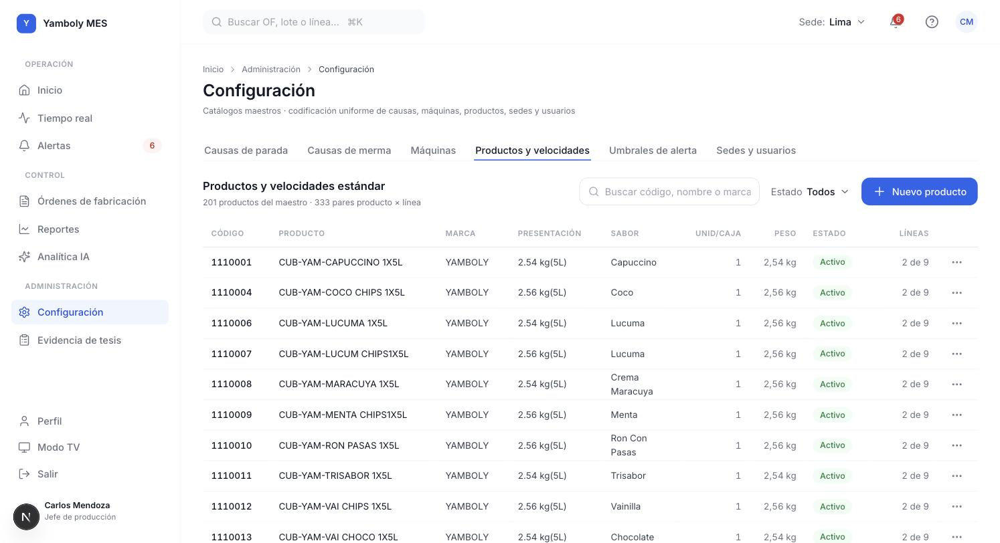 Y Yamboly MES
Buscar OF, lote o línea... ⌘K
Sede: Lima
6
CM
OPERACIÓN
Inicio
Tiempo real
Alertas 6
CONTROL
Órdenes de fabricación
Reportes
Analítica IA
ADMINISTRACIÓN
Configuración
Evidencia de tesis
Perfil
Modo TV
Salir
N
Carlos Mendoza
Jefe de producción
Inicio > Administración > Configuración
Configuración
Catálogos maestros · codificación uniforme de causas, máquinas, productos, sedes y usuarios
Causas de parada Causas de merma Máquinas Productos y velocidades Umbrales de alerta Sedes y usuarios
Productos y velocidades estándar
201 productos del maestro · 333 pares producto × línea
Buscar código, nombre o marca
Estado Todos
+ Nuevo producto
CÓDIGO PRODUCTO MARCA PRESENTACIÓN SABOR UNID/CAJA PESO ESTADO LÍNEAS
1110001 CUB-YAM-CAPUCCINO 1X5L YAMBOLY 2.54 kg(5L) Capuccino 1 2,54 kg Activo 2 de 9 ···
1110004 CUB-YAM-COCO CHIPS 1X5L YAMBOLY 2.56 kg(5L) Coco 1 2,56 kg Activo 2 de 9 ···
1110006 CUB-YAM-LUCUMA 1X5L YAMBOLY 2.54 kg(5L) Lucuma 1 2,56 kg Activo 2 de 9 ···
1110007 CUB-YAM-LUCUM CHIPS1X5L YAMBOLY 2.56 kg(5L) Lucuma 1 2,56 kg Activo 2 de 9 ···
1110008 CUB-YAM-MARACUYA 1X5L YAMBOLY 2.54 kg(5L) Crema Maracuya 1 2,56 kg Activo 2 de 9 ···
1110009 CUB-YAM-MENTA CHIPS1X5L YAMBOLY 2.56 kg(5L) Menta 1 2,56 kg Activo 2 de 9 ···
1110010 CUB-YAM-RON PASAS 1X5L YAMBOLY 2.56 kg(5L) Ron Con Pasas 1 2,56 kg Activo 2 de 9 ···
1110011 CUB-YAM-TRISABOR 1X5L YAMBOLY 2.54 kg(5L) Trisabor 1 2,54 kg Activo 2 de 9 ···
1110012 CUB-YAM-VAI CHIPS 1X5L YAMBOLY 2.56 kg(5L) Vainilla 1 2,56 kg Activo 2 de 9 ···
1110013 CUB-YAM-VAI CHOCO 1X5L YAMBOLY 2.54 kg(5L) Chocolate 1 2,54 kg Activo 2 de 9 ···